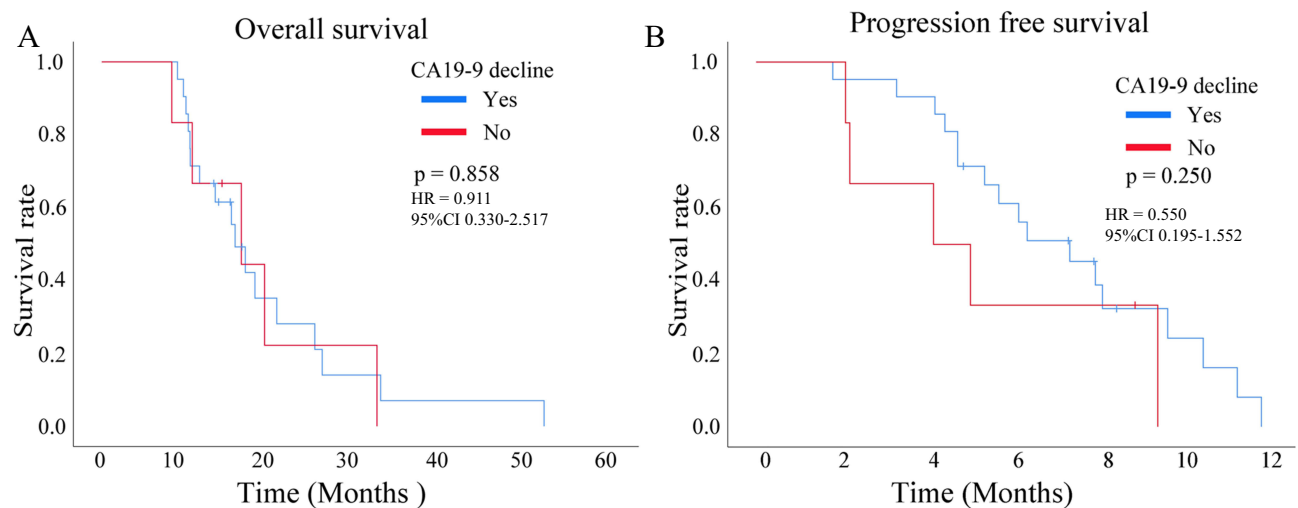 A
Overall survival
CA19-9 decline
Yes
No
p = 0.858
HR = 0.911
95%CI 0.330-2.517
Survival rate
1.0
0.8
0.6
0.4
0.2
0.0
0 10 20 30 40 50 60
Time (Months )
B
Progression free survival
CA19-9 decline
Yes
No
p = 0.250
HR = 0.550
95%CI 0.195-1.552
Survival rate
1.0
0.8
0.6
0.4
0.2
0.0
0 2 4 6 8 10 12
Time (Months)